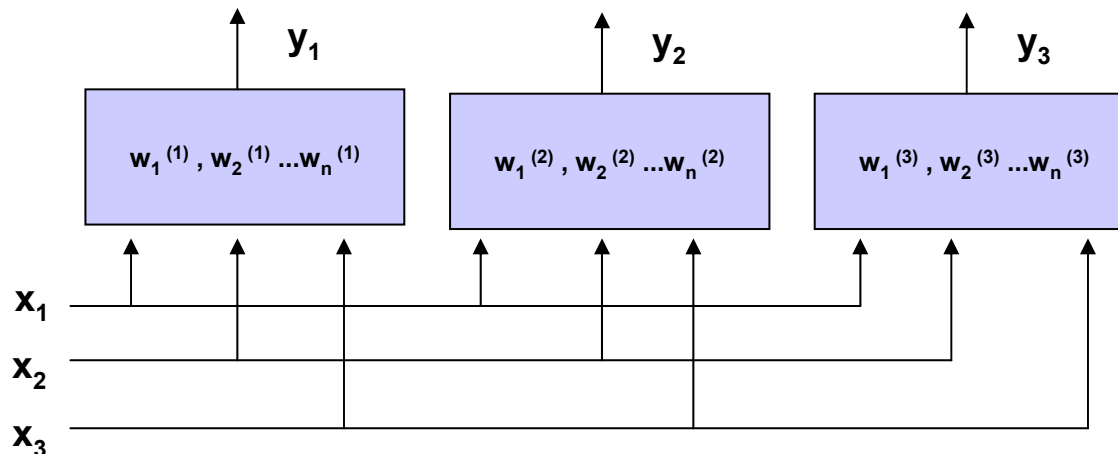 y₁ y₂ y₃
w₁⁽¹⁾ , w₂⁽¹⁾ ...wₙ⁽¹⁾ w₁⁽²⁾ , w₂⁽²⁾ ...wₙ⁽²⁾ w₁⁽³⁾ , w₂⁽³⁾ ...wₙ⁽³⁾
x₁
x₂
x₃